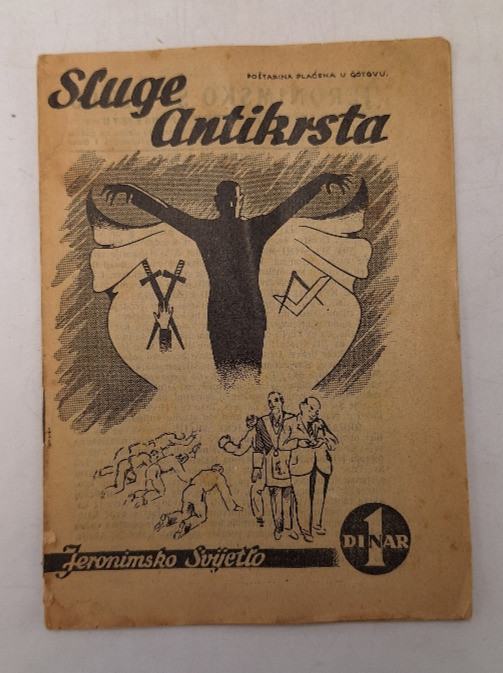 POŠTARINA PLAĆENA U GOTOVU.
Sluge
Antikrsta
Jeronimsko Svijetlo
1
DINAR